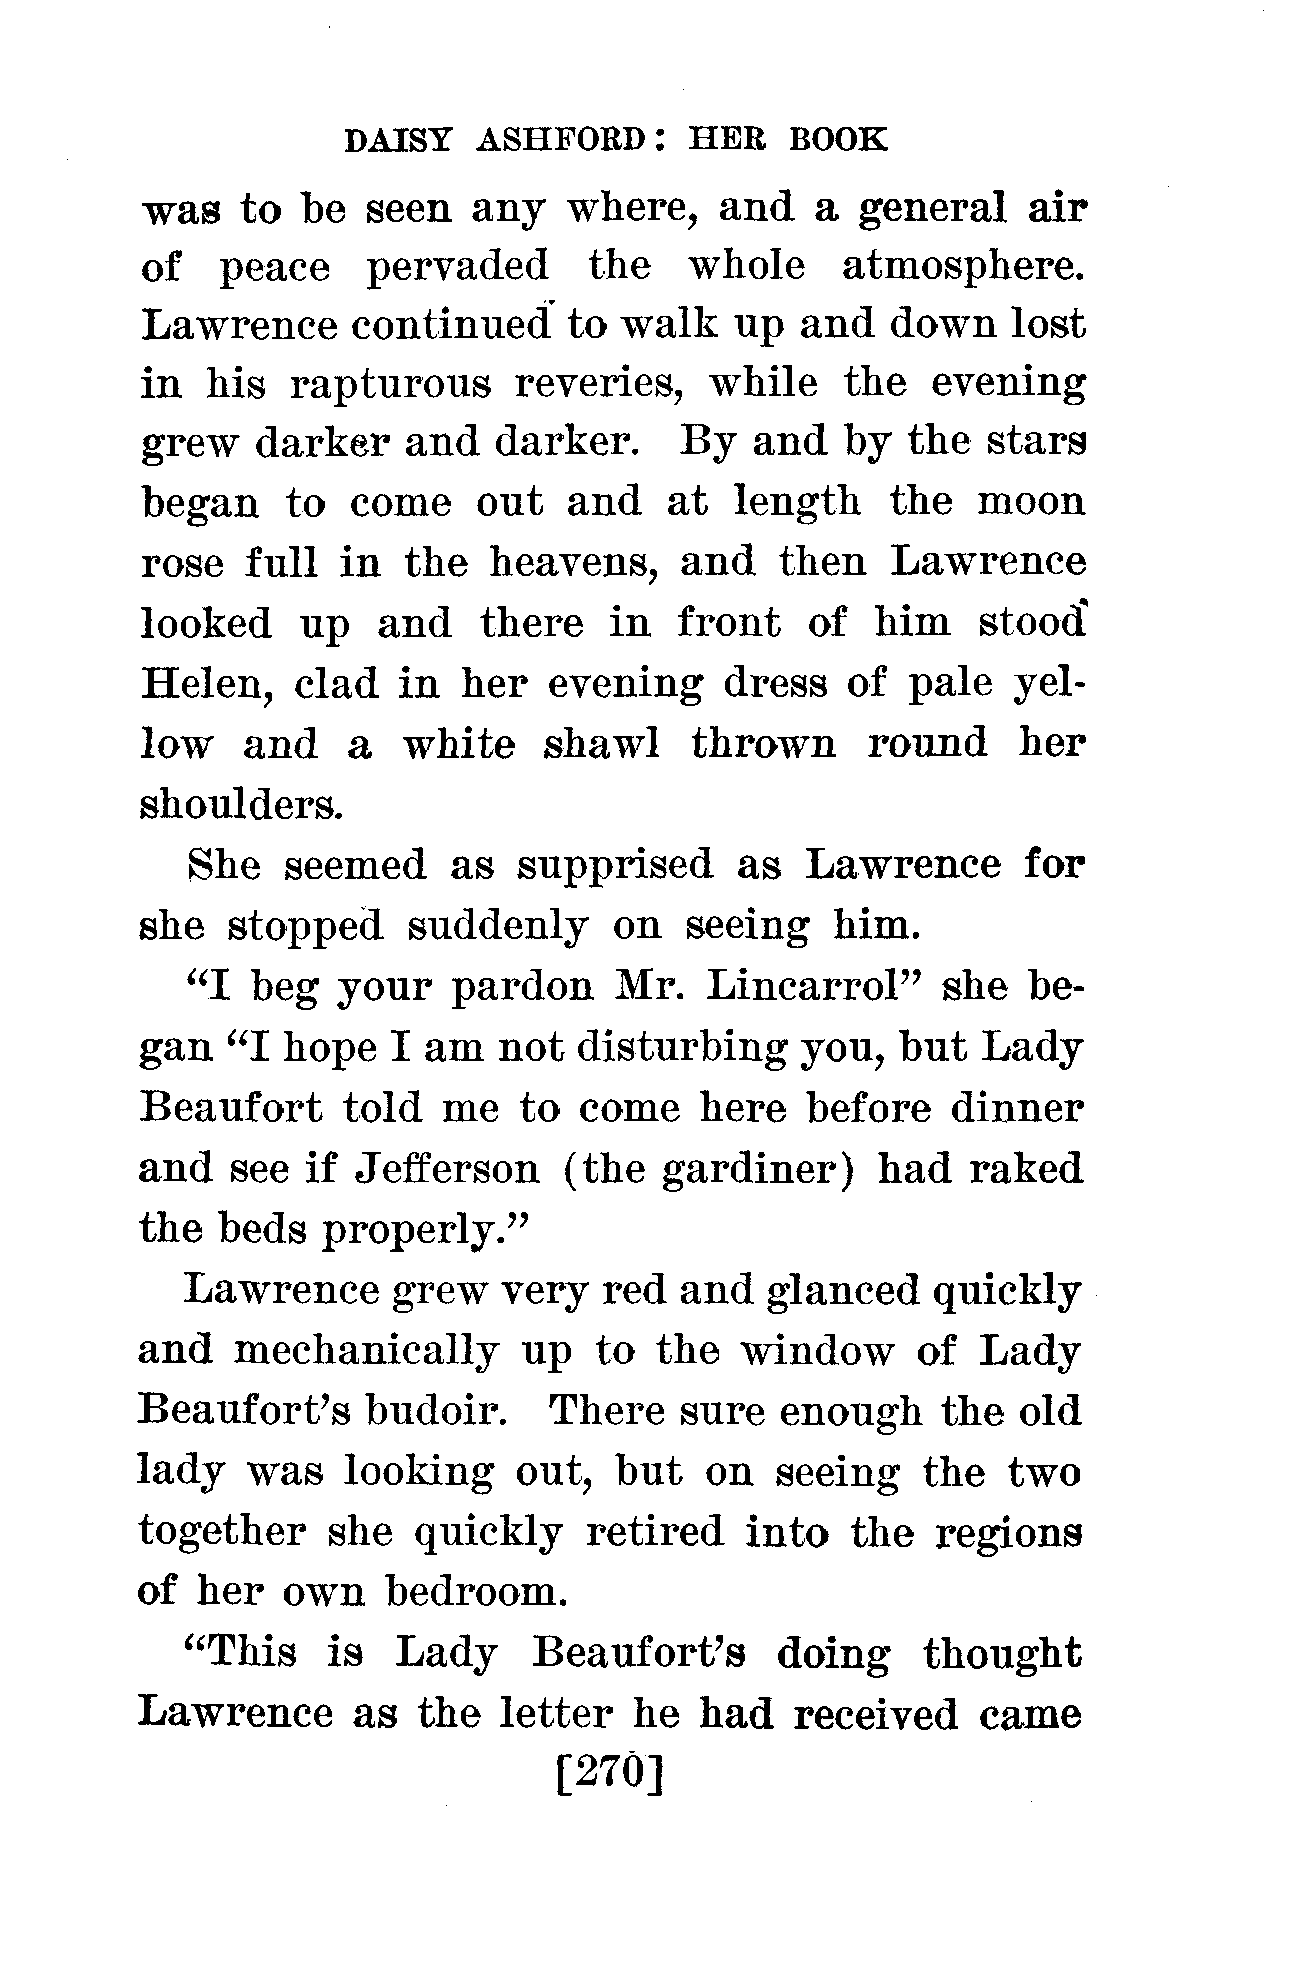 DAISY ASHFORD: HER BOOK
was to be seen any where, and a general air
of peace pervaded the whole atmosphere.
Lawrence continued to walk up and down lost
in his rapturous reveries, while the evening
grew darker and darker. By and by the stars
began to come out and at length the moon
rose full in the heavens, and then Lawrence
looked up and there in front of him stood
Helen, clad in her evening dress of pale yel-
low and a white shawl thrown round her
shoulders.
She seemed as supprised as Lawrence for
she stopped suddenly on seeing him.
“I beg your pardon Mr. Lincarrol” she be-
gan “I hope I am not disturbing you, but Lady
Beaufort told me to come here before dinner
and see if Jefferson (the gardiner) had raked
the beds properly.”
Lawrence grew very red and glanced quickly
and mechanically up to the window of Lady
Beaufort’s budoir. There sure enough the old
lady was looking out, but on seeing the two
together she quickly retired into the regions
of her own bedroom.
“This is Lady Beaufort’s doing thought
Lawrence as the letter he had received came
[270]